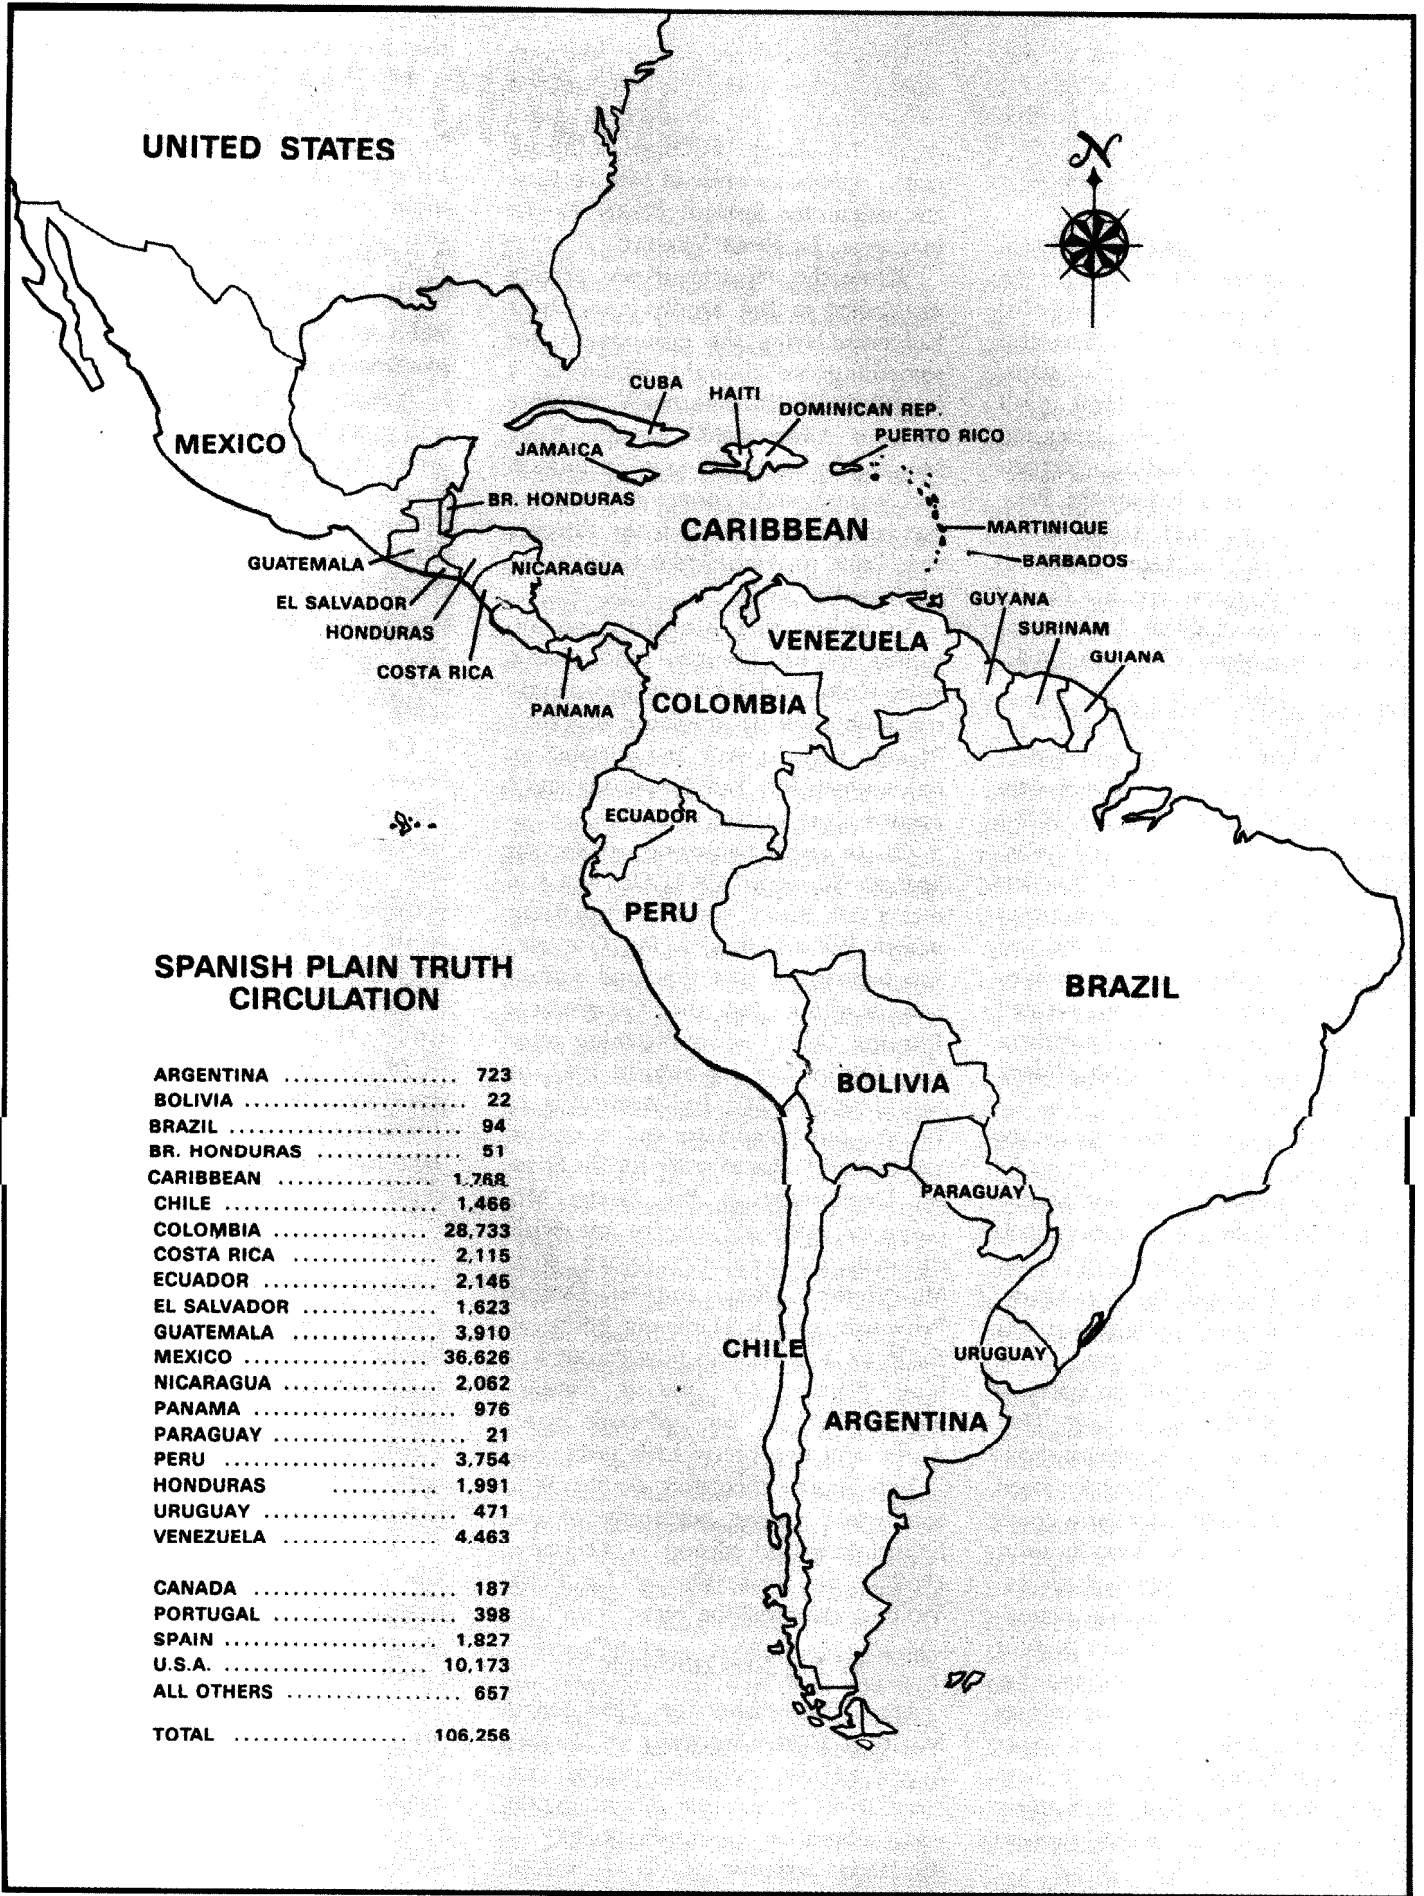 N
UNITED STATES
CUBA
HAITI
DOMINICAN REP.
PUERTO RICO
MEXICO
JAMAICA
BR. HONDURAS
CARIBBEAN
MARTINIQUE
BARBADOS
GUATEMALA
NICARAGUA
EL SALVADOR
GUYANA
HONDURAS
SURINAM
VENEZUELA
GUIANA
COSTA RICA
COLOMBIA
PANAMA
ECUADOR
PERU
BRAZIL
BOLIVIA
PARAGUAY
CHILE
URUGUAY
ARGENTINA
SPANISH PLAIN TRUTH
CIRCULATION
ARGENTINA .................. 723
BOLIVIA ....................... 22
BRAZIL ........................ 94
BR. HONDURAS ............... 51
CARIBBEAN ................ 1,768
CHILE ...................... 1,466
COLOMBIA ................ 28,733
COSTA RICA ............... 2,115
ECUADOR .................. 2,145
EL SALVADOR .............. 1,623
GUATEMALA ............... 3,910
MEXICO ................... 36,626
NICARAGUA ................ 2,062
PANAMA ..................... 976
PARAGUAY .................... 21
PERU ...................... 3,754
HONDURAS ........... 1,991
URUGUAY .................... 471
VENEZUELA ................ 4,463
CANADA ..................... 187
PORTUGAL ................... 398
SPAIN ...................... 1,827
U.S.A. ..................... 10,173
ALL OTHERS .................. 657
TOTAL .................. 106,256